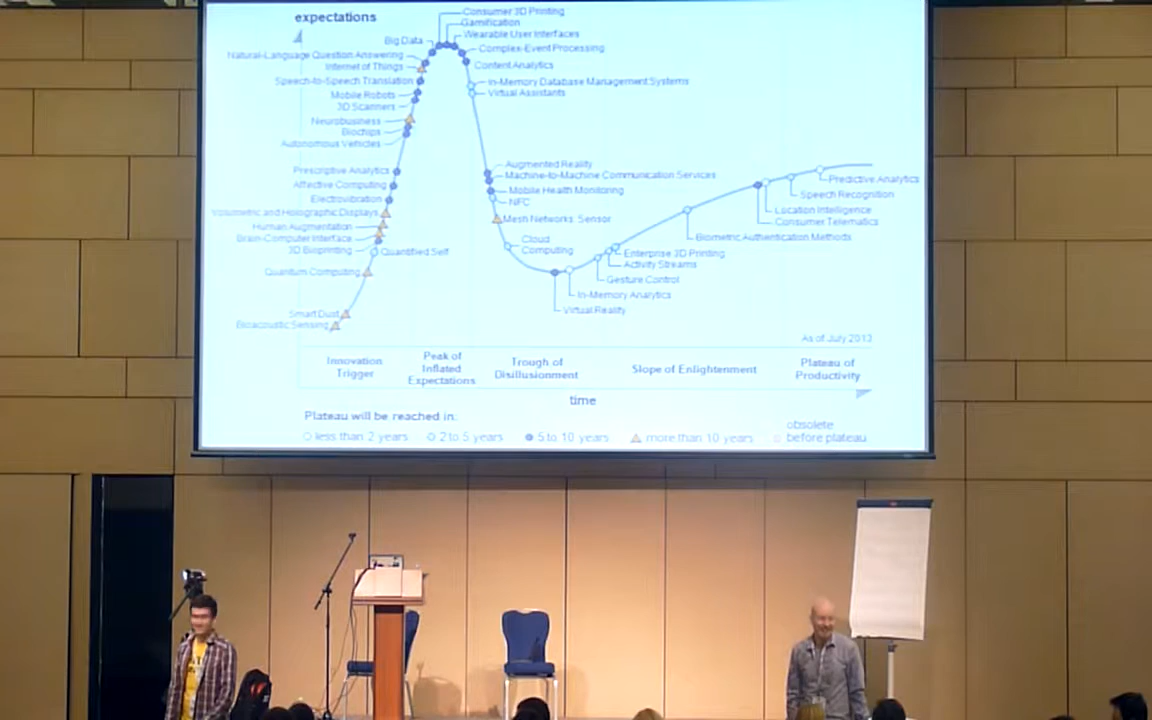 expectations
Consumer 3D Printing
Gamification
Wearable User Interfaces
Big Data
Complex-Event Processing
Natural-Language Question Answering
Internet of Things
Content Analytics
Speech-to-Speech Translation
In-Memory Database Management Systems
Mobile Robots
Virtual Assistants
3D Scanners
Neurobusiness
Biochips
Autonomous Vehicles
Augmented Reality
Prescriptive Analytics
Machine-to-Machine Communication Services
Predictive Analytics
Affective Computing
Mobile Health Monitoring
Speech Recognition
Electrovibration
NFC
Volumetric and Holographic Displays
Location Intelligence
Mesh Networks: Sensor
Consumer Telematics
Human Augmentation
Brain-Computer Interface
Cloud
Computing
Biometric Authentication Methods
3D Bioprinting
Quantified Self
Enterprise 3D Printing
Activity Streams
Quantum Computing
Gesture Control
In-Memory Analytics
Virtual Reality
Smart Dust
Bioacoustic Sensing
As of July 2013
Innovation
Trigger
Peak of
Inflated
Expectations
Trough of
Disillusionment
Slope of Enlightenment
Plateau of
Productivity
time
Plateau will be reached in:
less than 2 years
2 to 5 years
5 to 10 years
more than 10 years
obsolete
before plateau